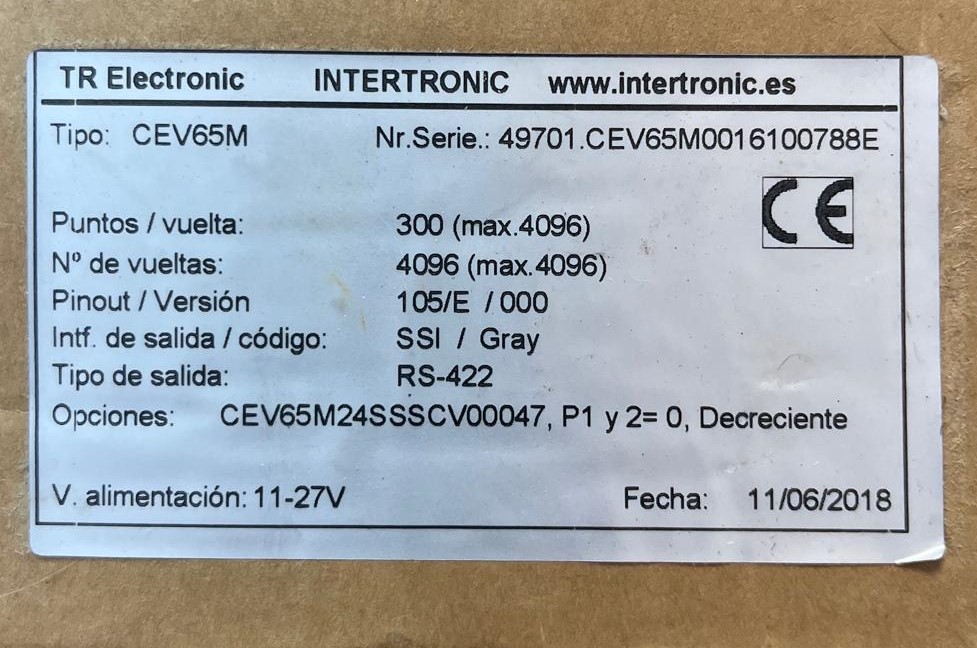 TR Electronic INTERTRONIC www.intertronic.es
Tipo: CEV65M Nr.Serie.: 49701.CEV65M0016100788E
CE
Puntos / vuelta: 300 (max.4096)
Nº de vueltas: 4096 (max.4096)
Pinout / Versión 105/E /000
Intf. de salida / código: SSI / Gray
Tipo de salida: RS-422
Opciones: CEV65M24SSSCV00047, P1 y 2= 0, Decreciente
V. alimentación: 11-27V Fecha: 11/06/2018